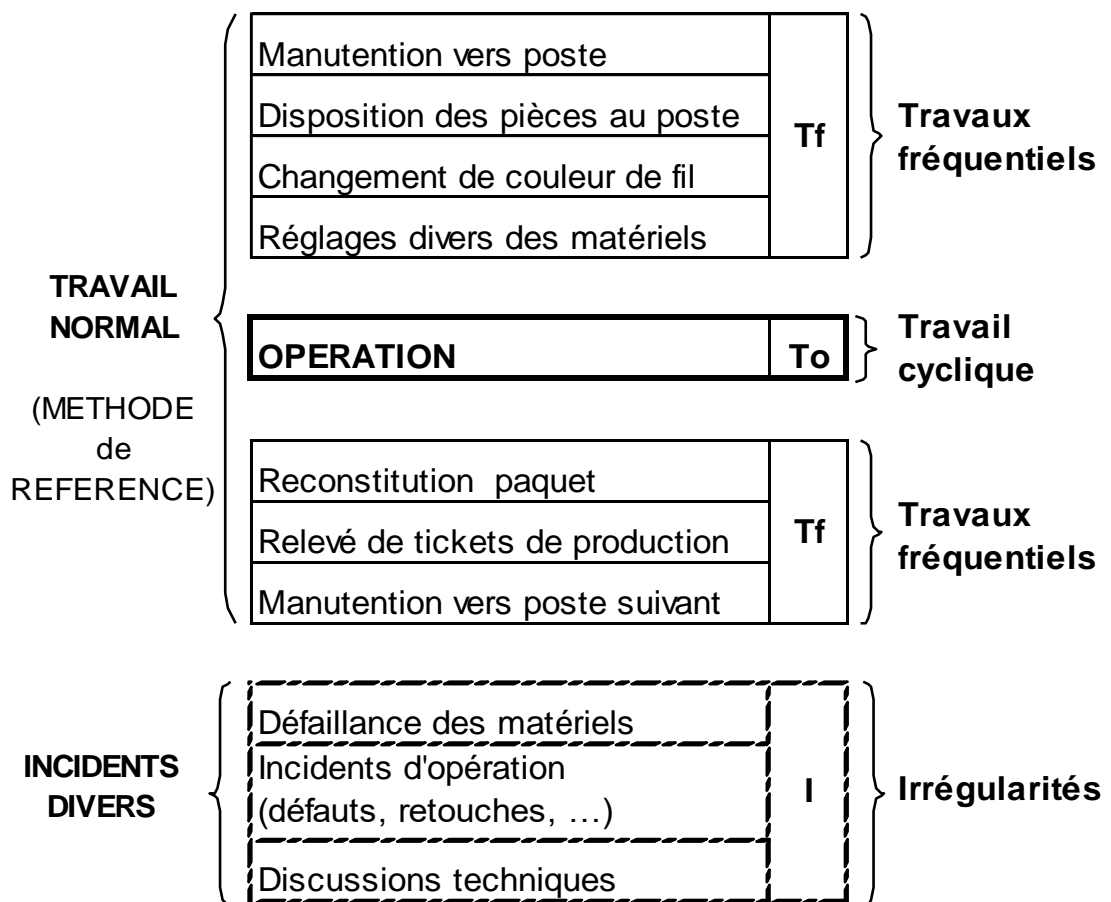 Manutention vers poste
Disposition des pièces au poste
Changement de couleur de fil
Réglages divers des matériels
Tf
Travaux
fréquentiels
TRAVAIL
NORMAL
(METHODE
de
REFERENCE)
OPERATION
To
Travail
cyclique
Reconstitution paquet
Relevé de tickets de production
Manutention vers poste suivant
Tf
Travaux
fréquentiels
INCIDENTS
DIVERS
Défaillance des matériels
Incidents d'opération
(défauts, retouches, …)
Discussions techniques
I
Irrégularités